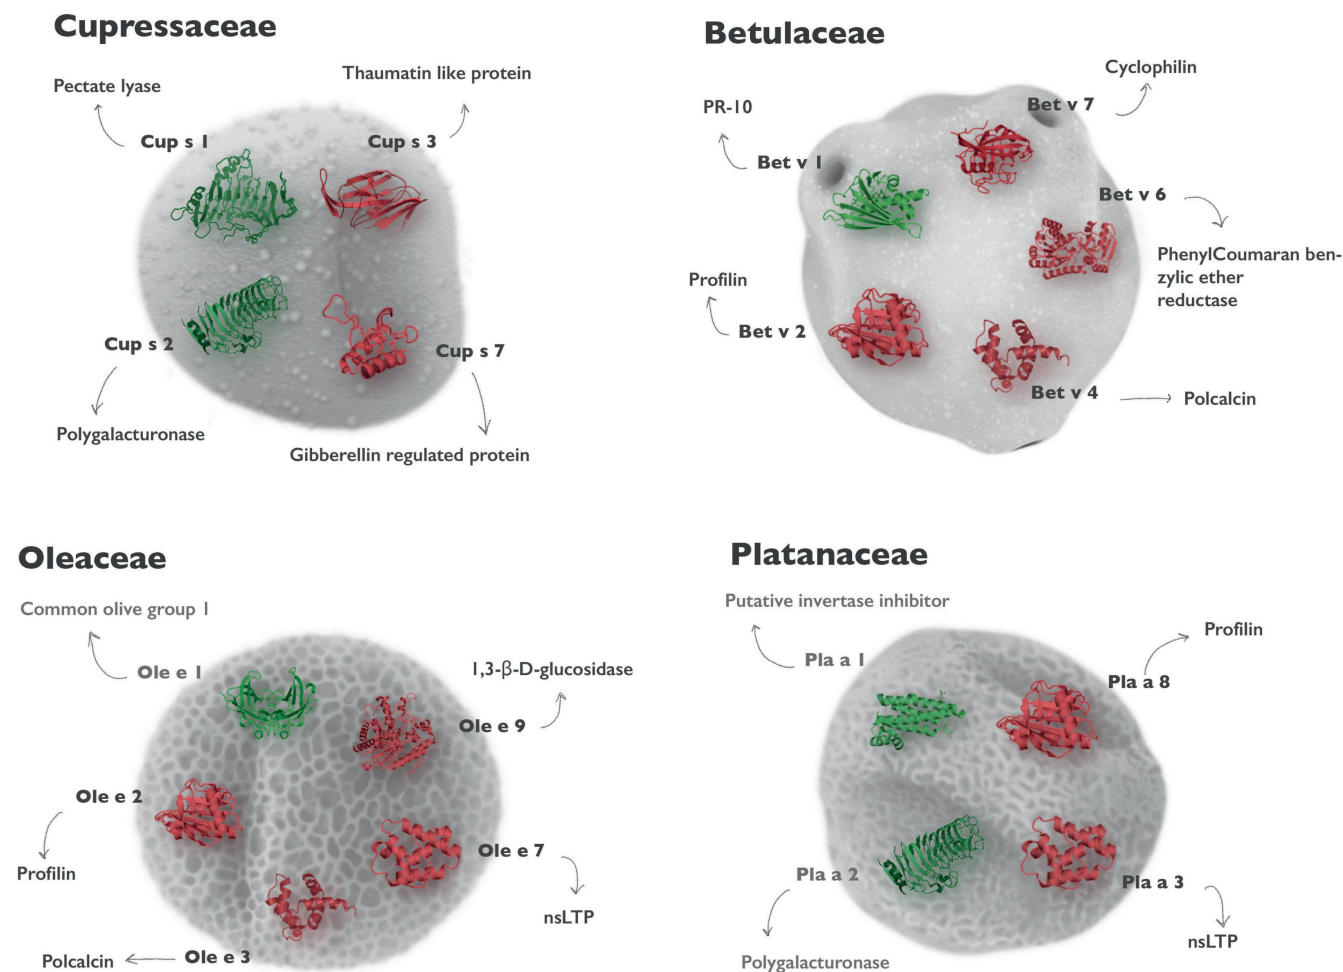 Cupressaceae
Pectate lyase
Thaumatin like protein
Cup s 1
Cup s 3
Cup s 2
Cup s 7
Polygalacturonase
Gibberellin regulated protein
Betulaceae
Cyclophilin
PR-10
Bet v 7
Bet v 1
Bet v 6
PhenylCoumaran ben-
zylic ether
reductase
Profilin
Bet v 2
Bet v 4
Polcalcin
Oleaceae
Common olive group 1
Ole e 1
1,3-β-D-glucosidase
Ole e 9
Ole e 2
Profilin
Ole e 7
nsLTP
Ole e 3
Polcalcin
Platanaceae
Putative invertase inhibitor
Profilin
Pla a 1
Pla a 8
Pla a 2
Pla a 3
Polygalacturonase
nsLTP